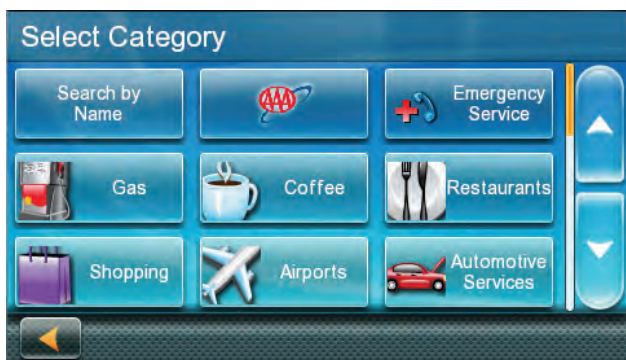 Select Category
Search by
Name
AAA
Emergency
Service
Gas
Coffee
Restaurants
Shopping
Airports
Automotive
Services